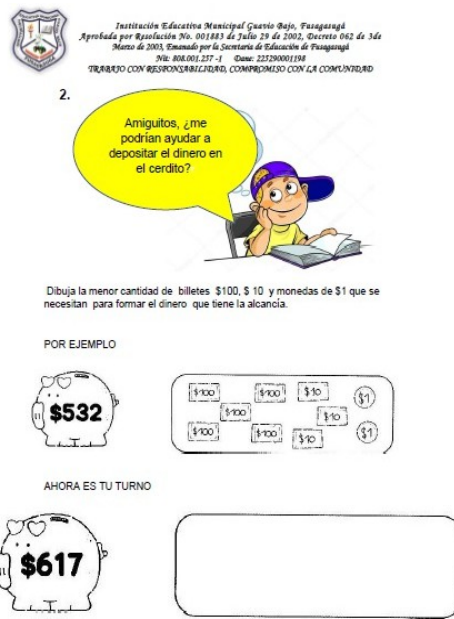 Institución Educativa Municipal Guavio Bajo, Fusagasugá
Aprobada por Resolución No. 001883 de Julio 29 de 2002, Decreto 062 de 3de
Marzo de 2003, Emanado por la Secretaría de Educación de Fusagasugá
Nit: 808.001.257 -1 Dane: 225290001198
TRABAJO CON RESPONSABILIDAD, COMPROMISO CON LA COMUNIDAD
2.
Amiguitos, ¿me
podrían ayudar a
depositar el dinero en
el cerdito?
Dibuja la menor cantidad de billetes $100, $ 10 y monedas de $1 que se
necesitan para formar el dinero que tiene la alcancía.
POR EJEMPLO
$532
$100 $100 $10 $1
$100 $10
$100 $100 $10 $1
AHORA ES TU TURNO
$617